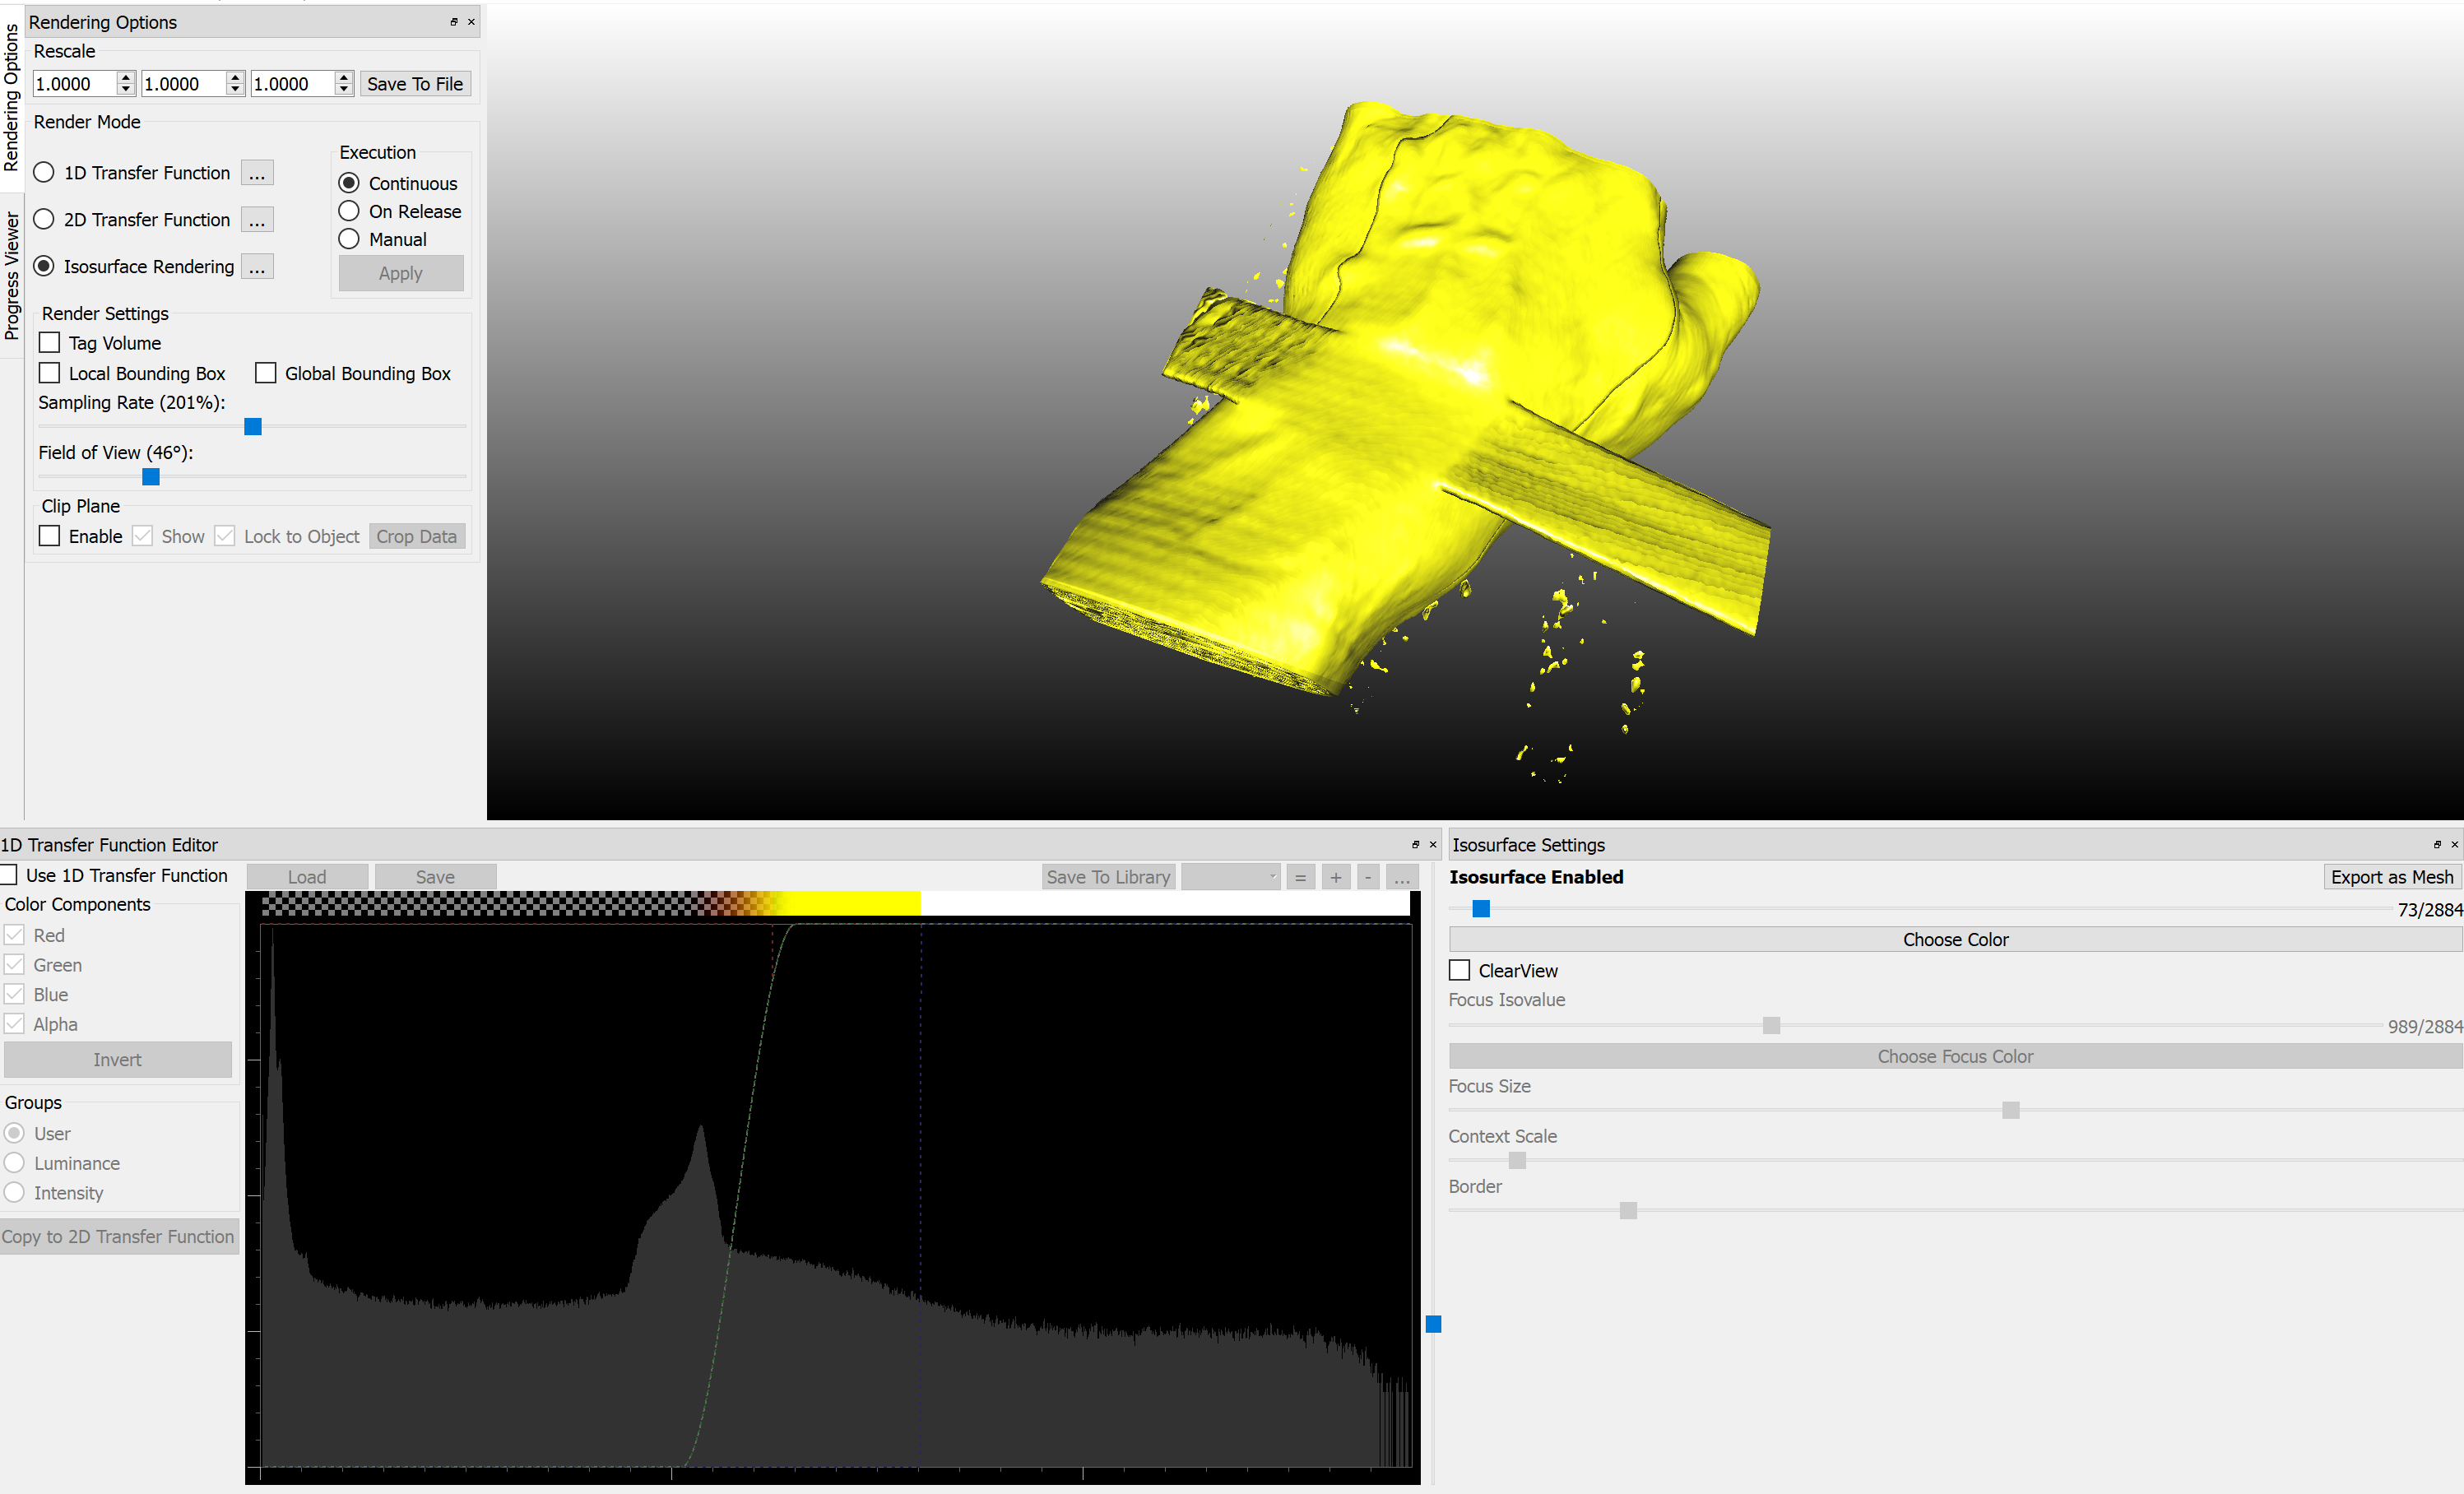 Rendering Options
Rendering Options
Progress Viewer
Rescale
1.0000 1.0000 1.0000 Save To File
Render Mode
1D Transfer Function ...
2D Transfer Function ...
Isosurface Rendering ...
Execution
Continuous
On Release
Manual
Apply
Render Settings
Tag Volume
Local Bounding Box Global Bounding Box
Sampling Rate (201%):
Field of View (46°):
Clip Plane
Enable Show Lock to Object Crop Data
1D Transfer Function Editor
Use 1D Transfer Function Load Save Save To Library = + - ...
Color Components
Red
Green
Blue
Alpha
Invert
Groups
User
Luminance
Intensity
Copy to 2D Transfer Function
Isosurface Settings
Isosurface Enabled Export as Mesh
73/2884
Choose Color
ClearView
Focus Isovalue
989/2884
Choose Focus Color
Focus Size
Context Scale
Border